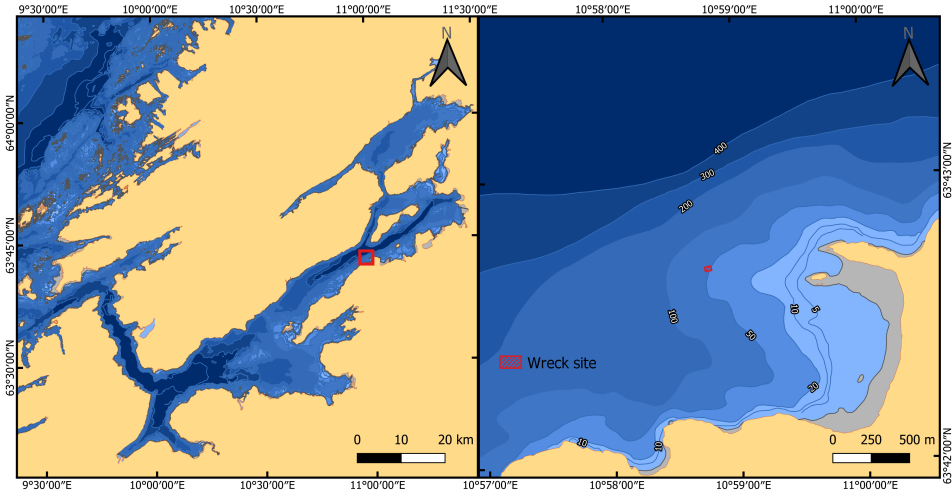 9°30'00"E 10°00'00"E 10°30'00"E 11°00'00"E 11°30'00"E
10°58'00"E 10°59'00"E 11°00'00"E
N
N
64°00'00"N
63°45'00"N
63°30'00"N
400
300
200
100
50
10
5
20
10
10
63°43'00"N
63°42'00"N
Wreck site
0 10 20 km
0 250 500 m
9°30'00"E 10°00'00"E 10°30'00"E 11°00'00"E
10°57'00"E 10°58'00"E 10°59'00"E 11°00'00"E